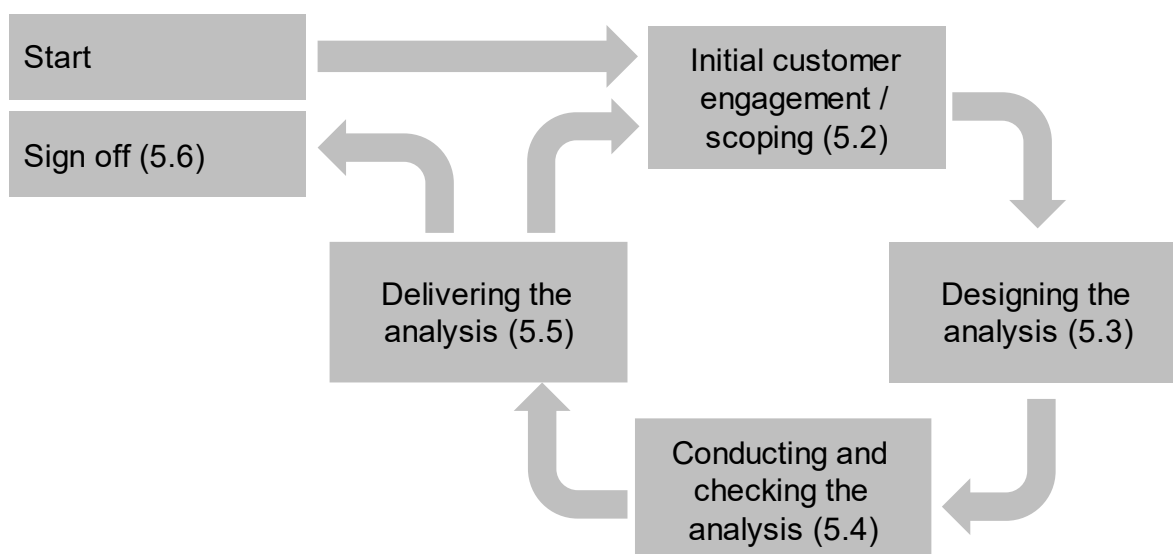 Start
Sign off (5.6)
Initial customer
engagement /
scoping (5.2)
Delivering the
analysis (5.5)
Designing the
analysis (5.3)
Conducting and
checking the
analysis (5.4)